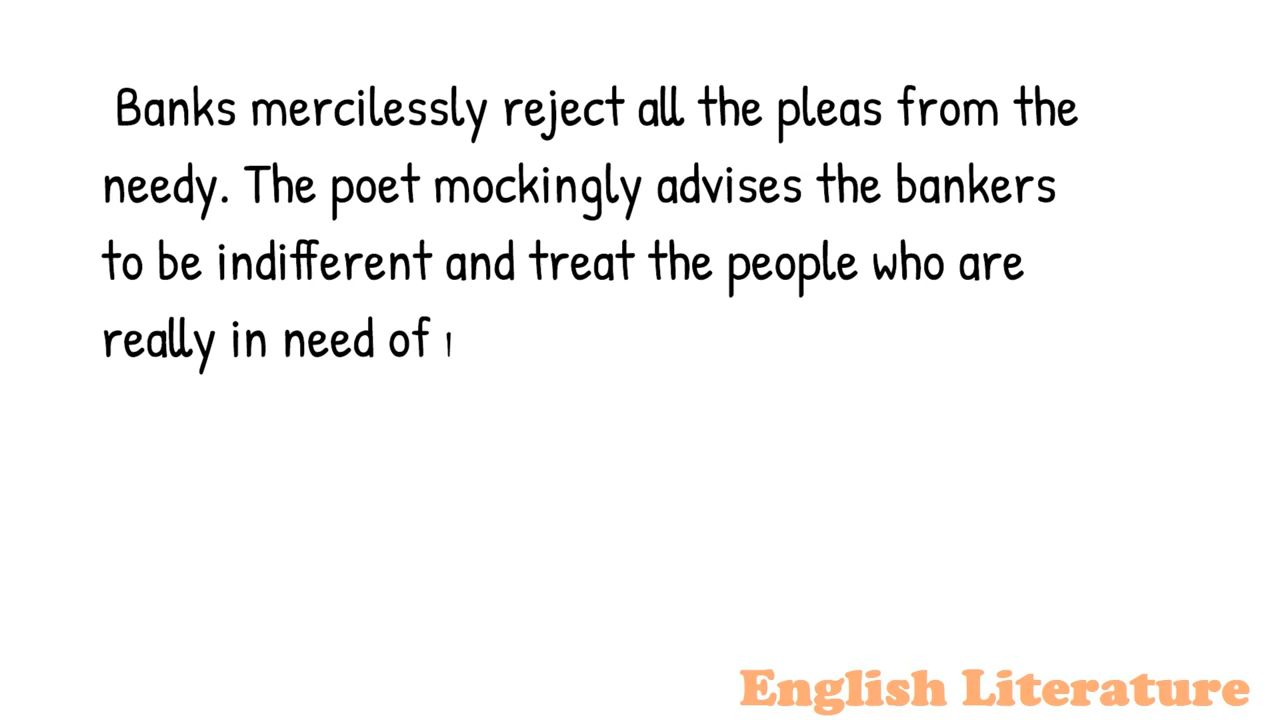 Banks mercilessly reject all the pleas from the
needy. The poet mockingly advises the bankers
to be indifferent and treat the people who are
really in need of
English Literature